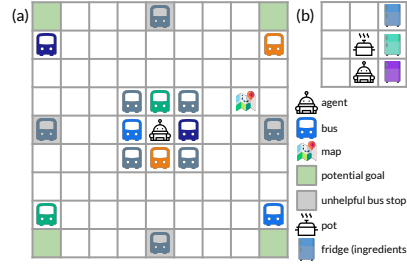 (a)
(b)
agent
bus
map
potential goal
unhelpful bus stop
pot
fridge (ingredients